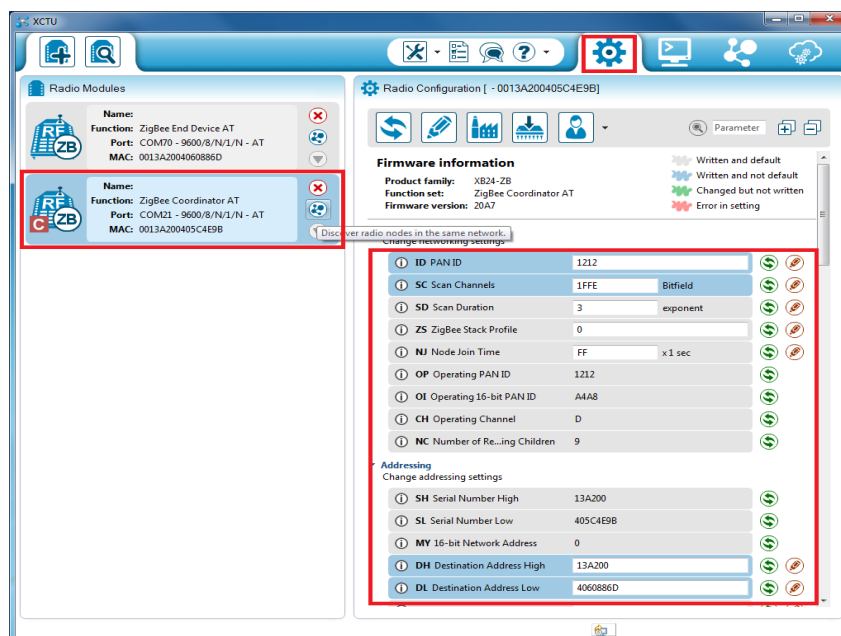 XCTU
Radio Modules
Name:
Function: ZigBee End Device AT
Port: COM70 - 9600/8/N/1/N - AT
MAC: 0013A2004060886D
ZB
Name:
Function: ZigBee Coordinator AT
Port: COM21 - 9600/8/N/1/N - AT
MAC: 0013A200405C4E9B
C ZB
Discover radio nodes in the same network.
Radio Configuration [ - 0013A200405C4E9B]
Parameter
Firmware information
Product family: XB24-ZB
Function set: ZigBee Coordinator AT
Firmware version: 20A7
Written and default
Written and not default
Changed but not written
Error in setting
Change networking settings
ID PAN ID 1212
SC Scan Channels 1FFE Bitfield
SD Scan Duration 3 exponent
ZS ZigBee Stack Profile 0
NJ Node Join Time FF x 1 sec
OP Operating PAN ID 1212
OI Operating 16-bit PAN ID A4A8
CH Operating Channel D
NC Number of Re...ing Children 9
Addressing
Change addressing settings
SH Serial Number High 13A200
SL Serial Number Low 405C4E9B
MY 16-bit Network Address 0
DH Destination Address High 13A200
DL Destination Address Low 4060886D